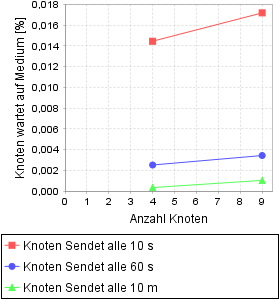 Knoten wartet auf Medium [%]
0,018
0,016
0,014
0,012
0,010
0,008
0,006
0,004
0,002
0,000
0 1 2 3 4 5 6 7 8 9
Anzahl Knoten
Knoten Sendet alle 10 s
Knoten Sendet alle 60 s
Knoten Sendet alle 10 m